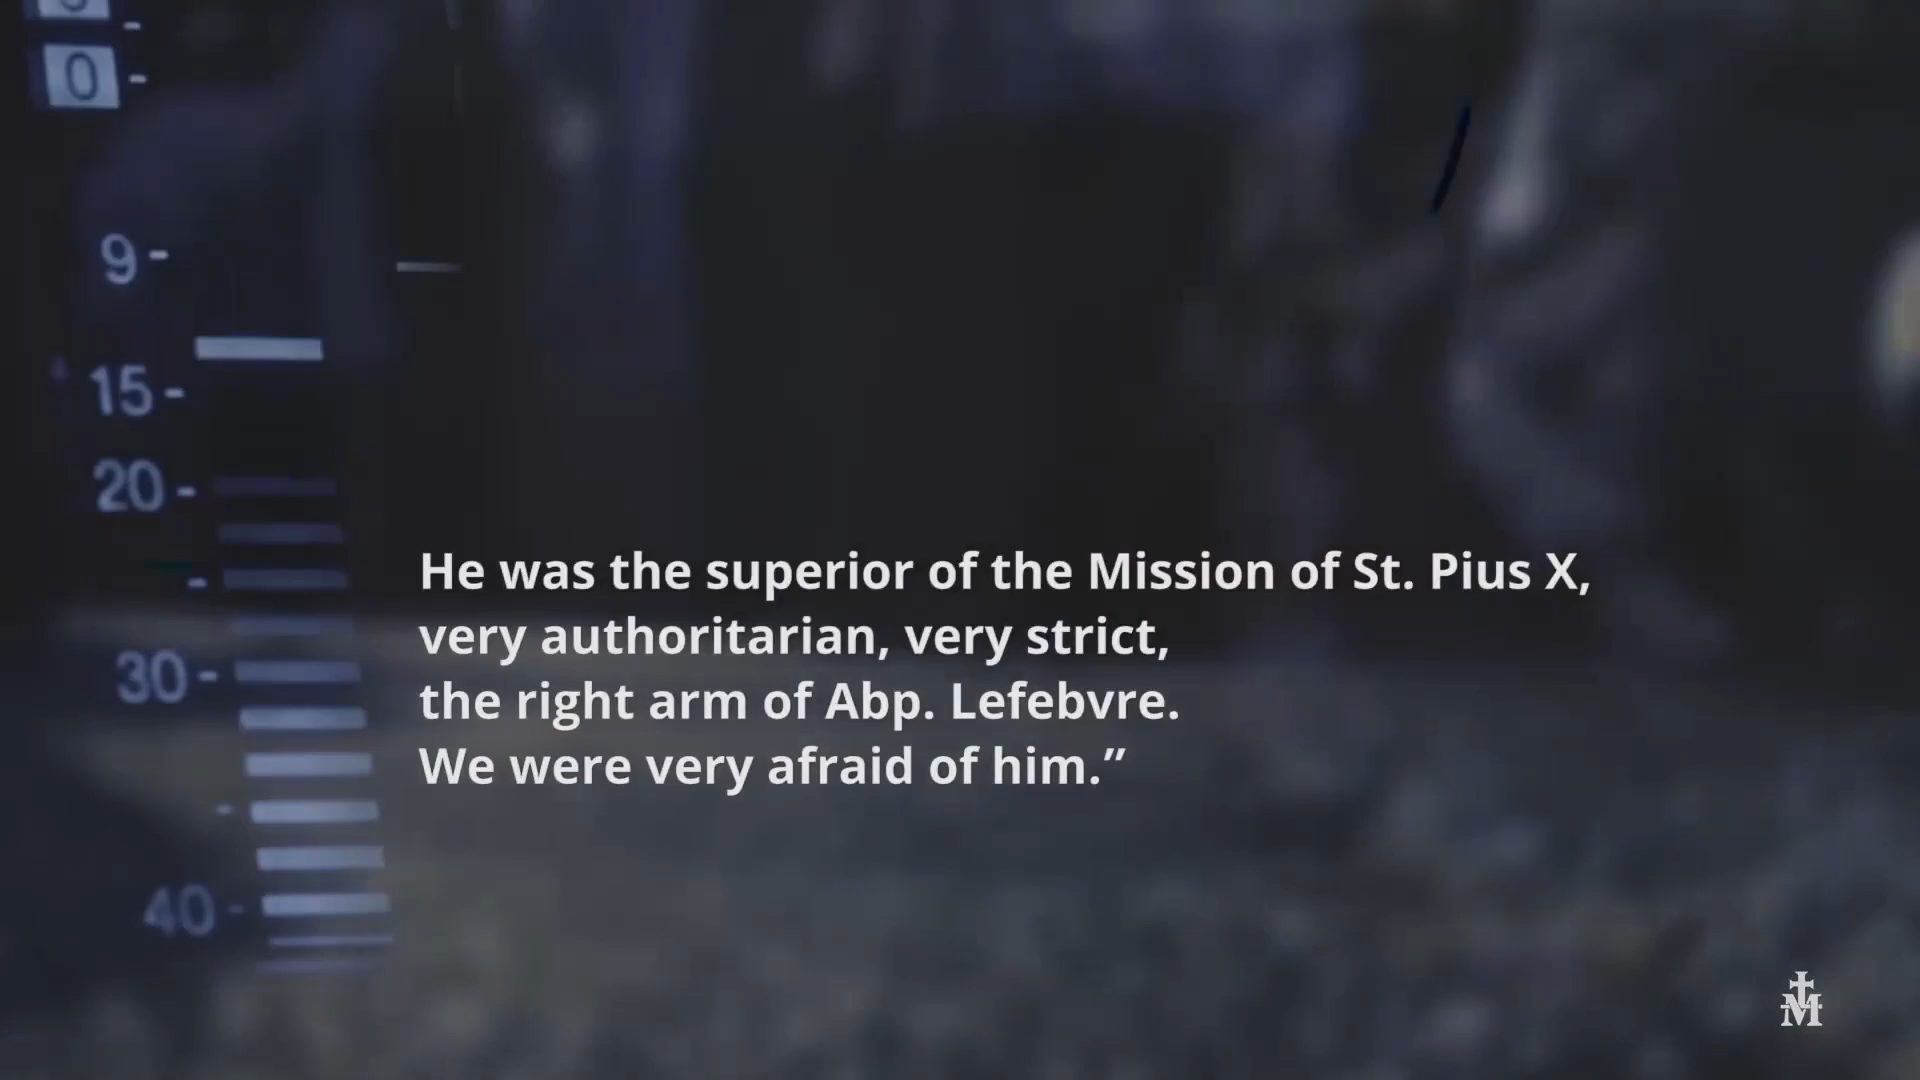 0
9
15
20
30
40
He was the superior of the Mission of St. Pius X,
very authoritarian, very strict,
the right arm of Abp. Lefebvre.
We were very afraid of him.”
M